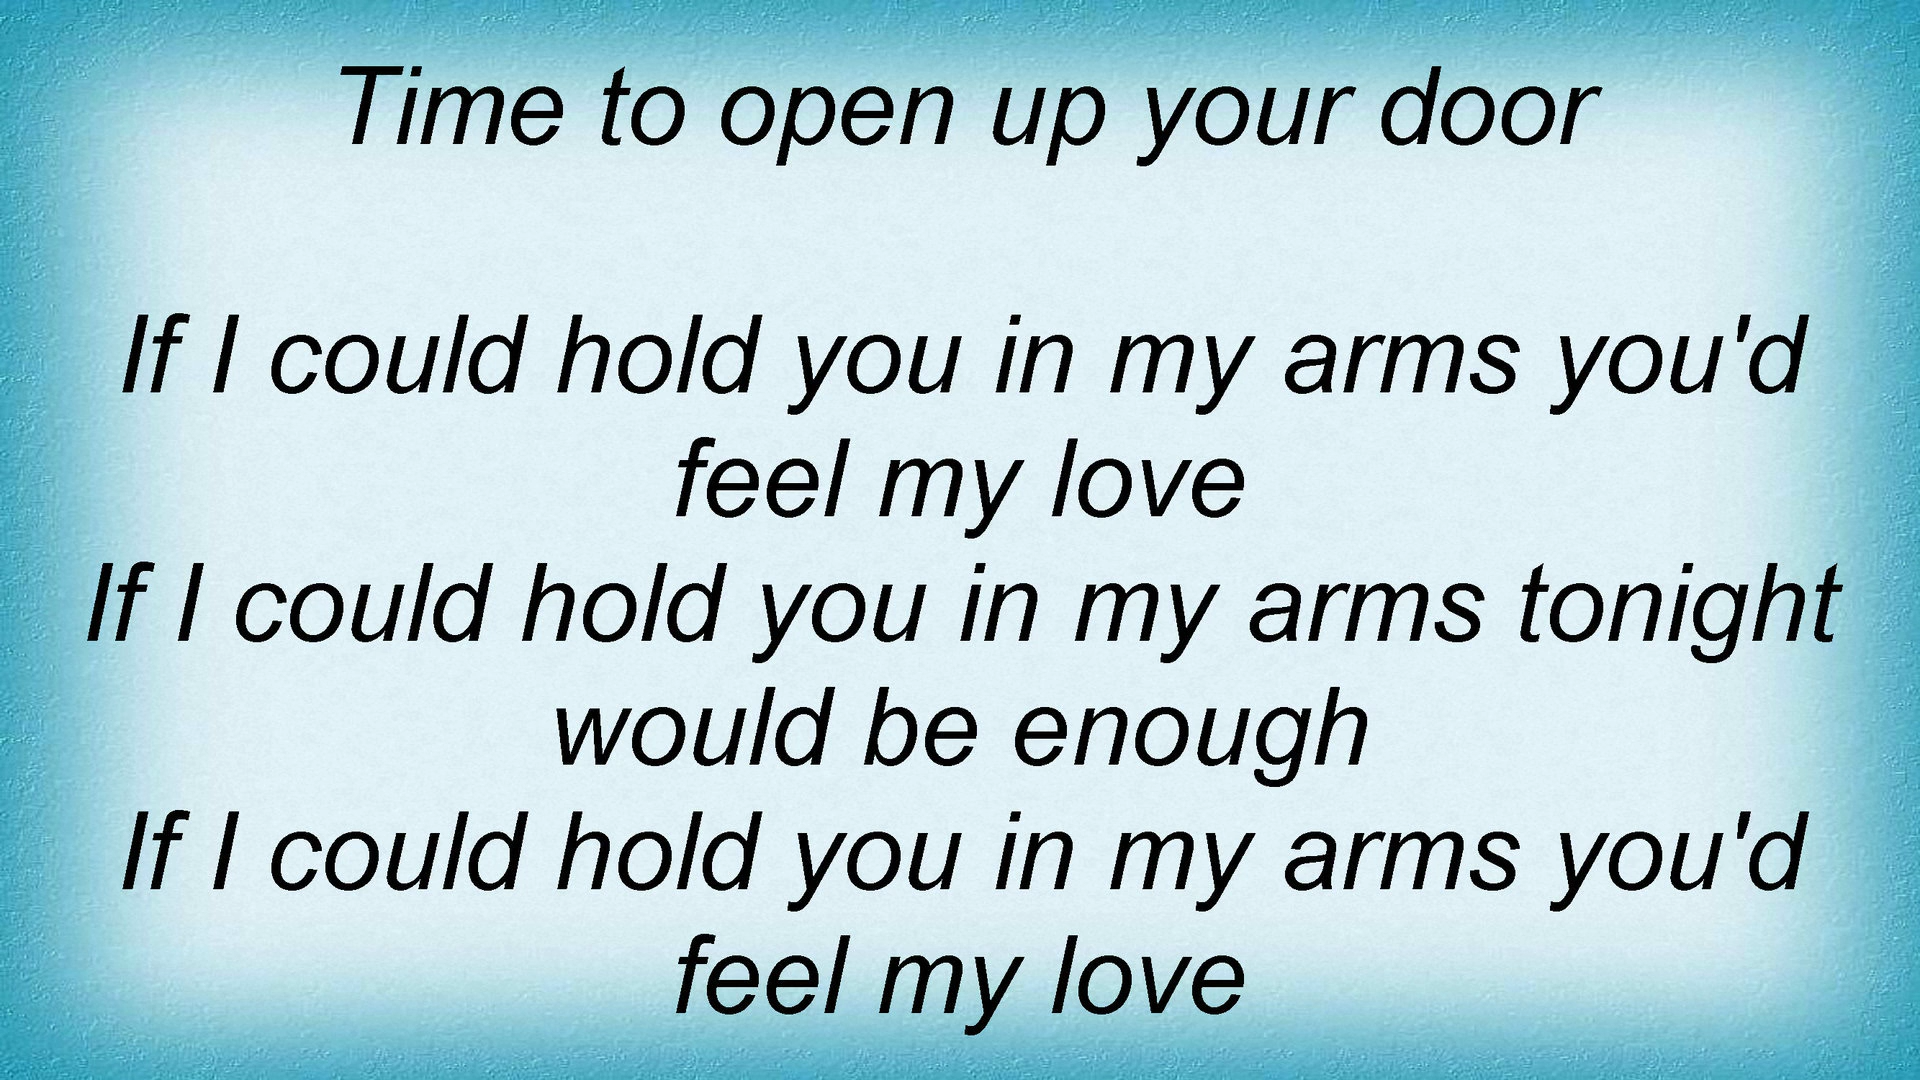 Time to open up your door
If I could hold you in my arms you'd
feel my love
If I could hold you in my arms tonight
would be enough
If I could hold you in my arms you'd
feel my love